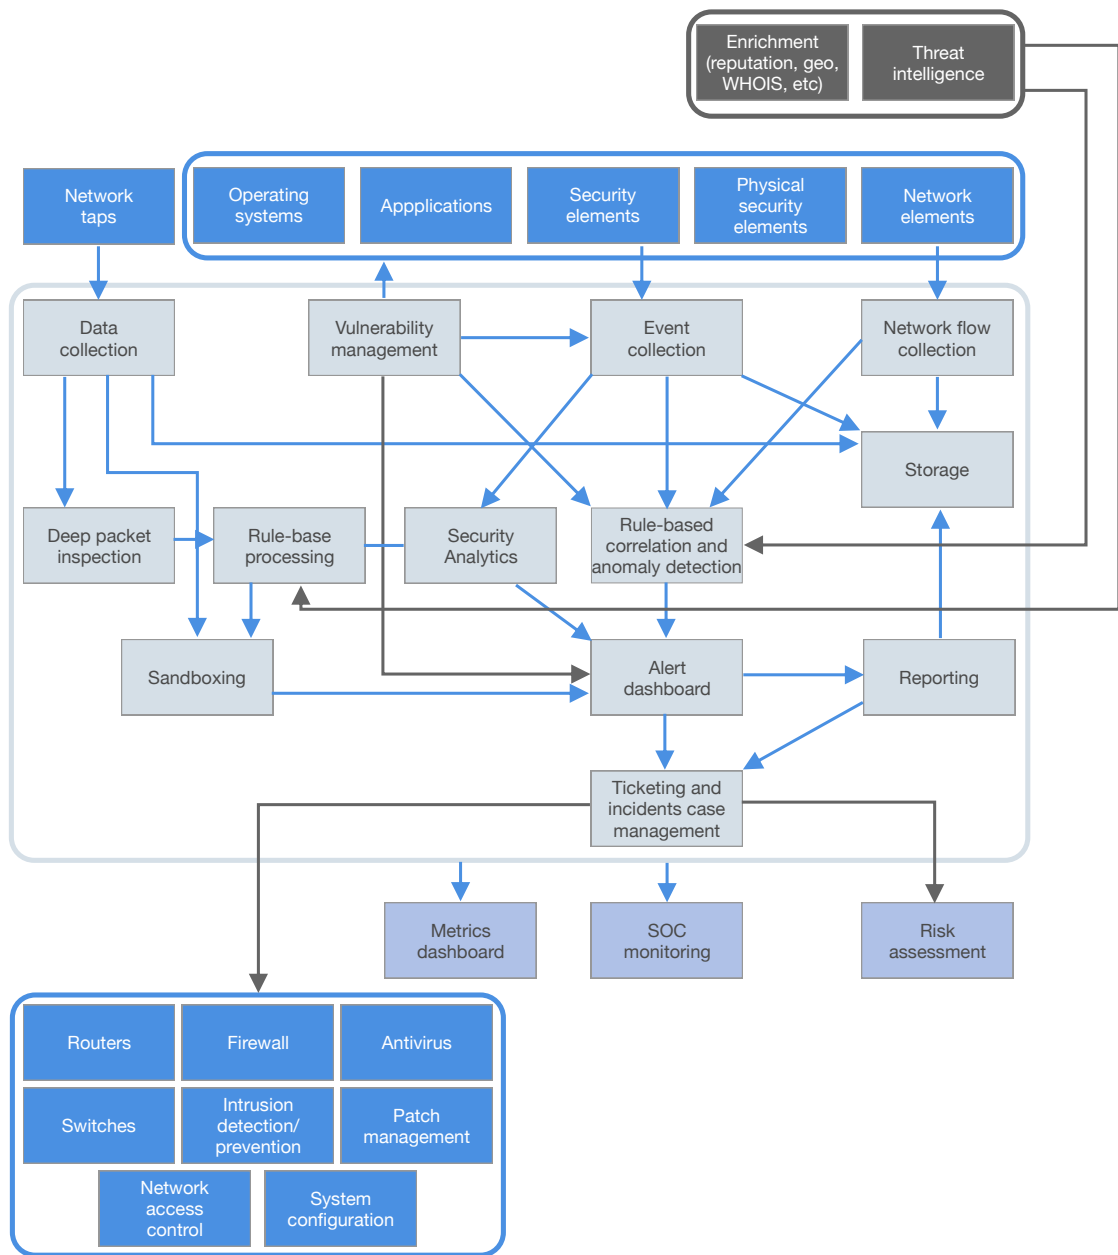 Enrichment
(reputation, geo,
WHOIS, etc)
Threat
intelligence
Network
taps
Operating
systems
Appplications
Security
elements
Physical
security
elements
Network
elements
Data
collection
Vulnerability
management
Event
collection
Network flow
collection
Storage
Deep packet
inspection
Rule-base
processing
Security
Analytics
Rule-based
correlation and
anomaly detection
Sandboxing
Alert
dashboard
Reporting
Ticketing and
incidents case
management
Metrics
dashboard
SOC
monitoring
Risk
assessment
Routers
Firewall
Antivirus
Switches
Intrusion
detection/
prevention
Patch
management
Network
access
control
System
configuration